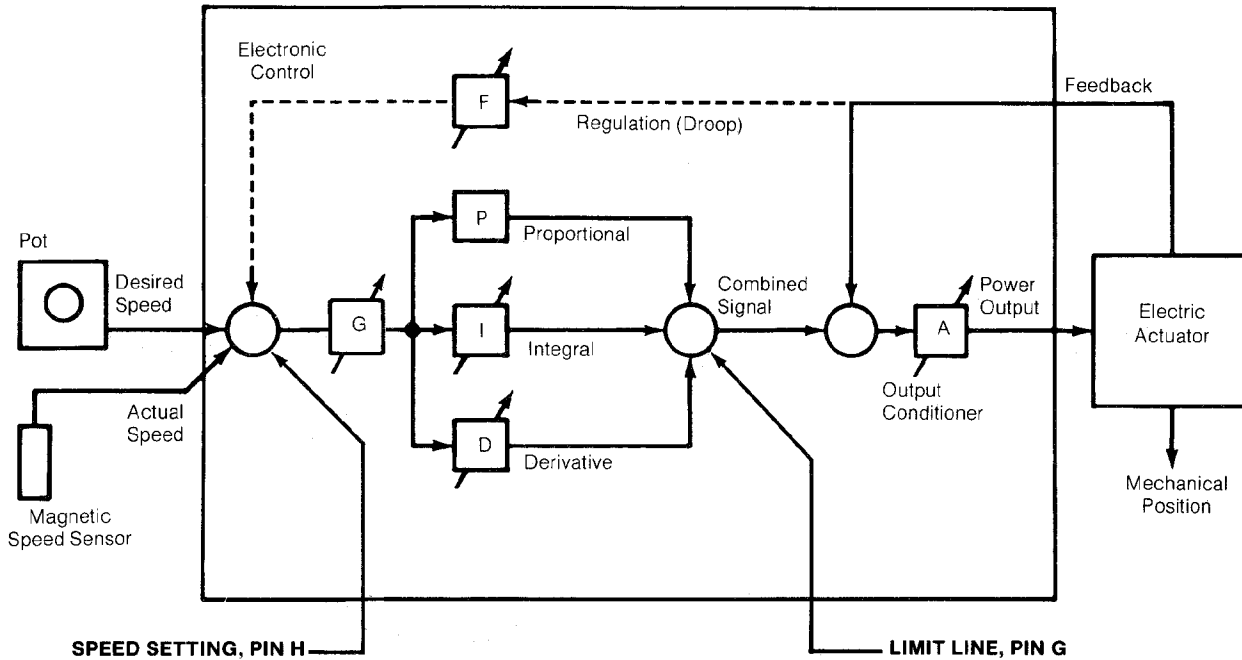 Electronic
Control
F
Feedback
Regulation (Droop)
P
Proportional
Pot
Desired
Speed
G
I
Integral
Combined
Signal
Power
Output
A
Electric
Actuator
Output
Conditioner
Actual
Speed
D
Derivative
Magnetic
Speed Sensor
Mechanical
Position
SPEED SETTING, PIN H
LIMIT LINE, PIN G